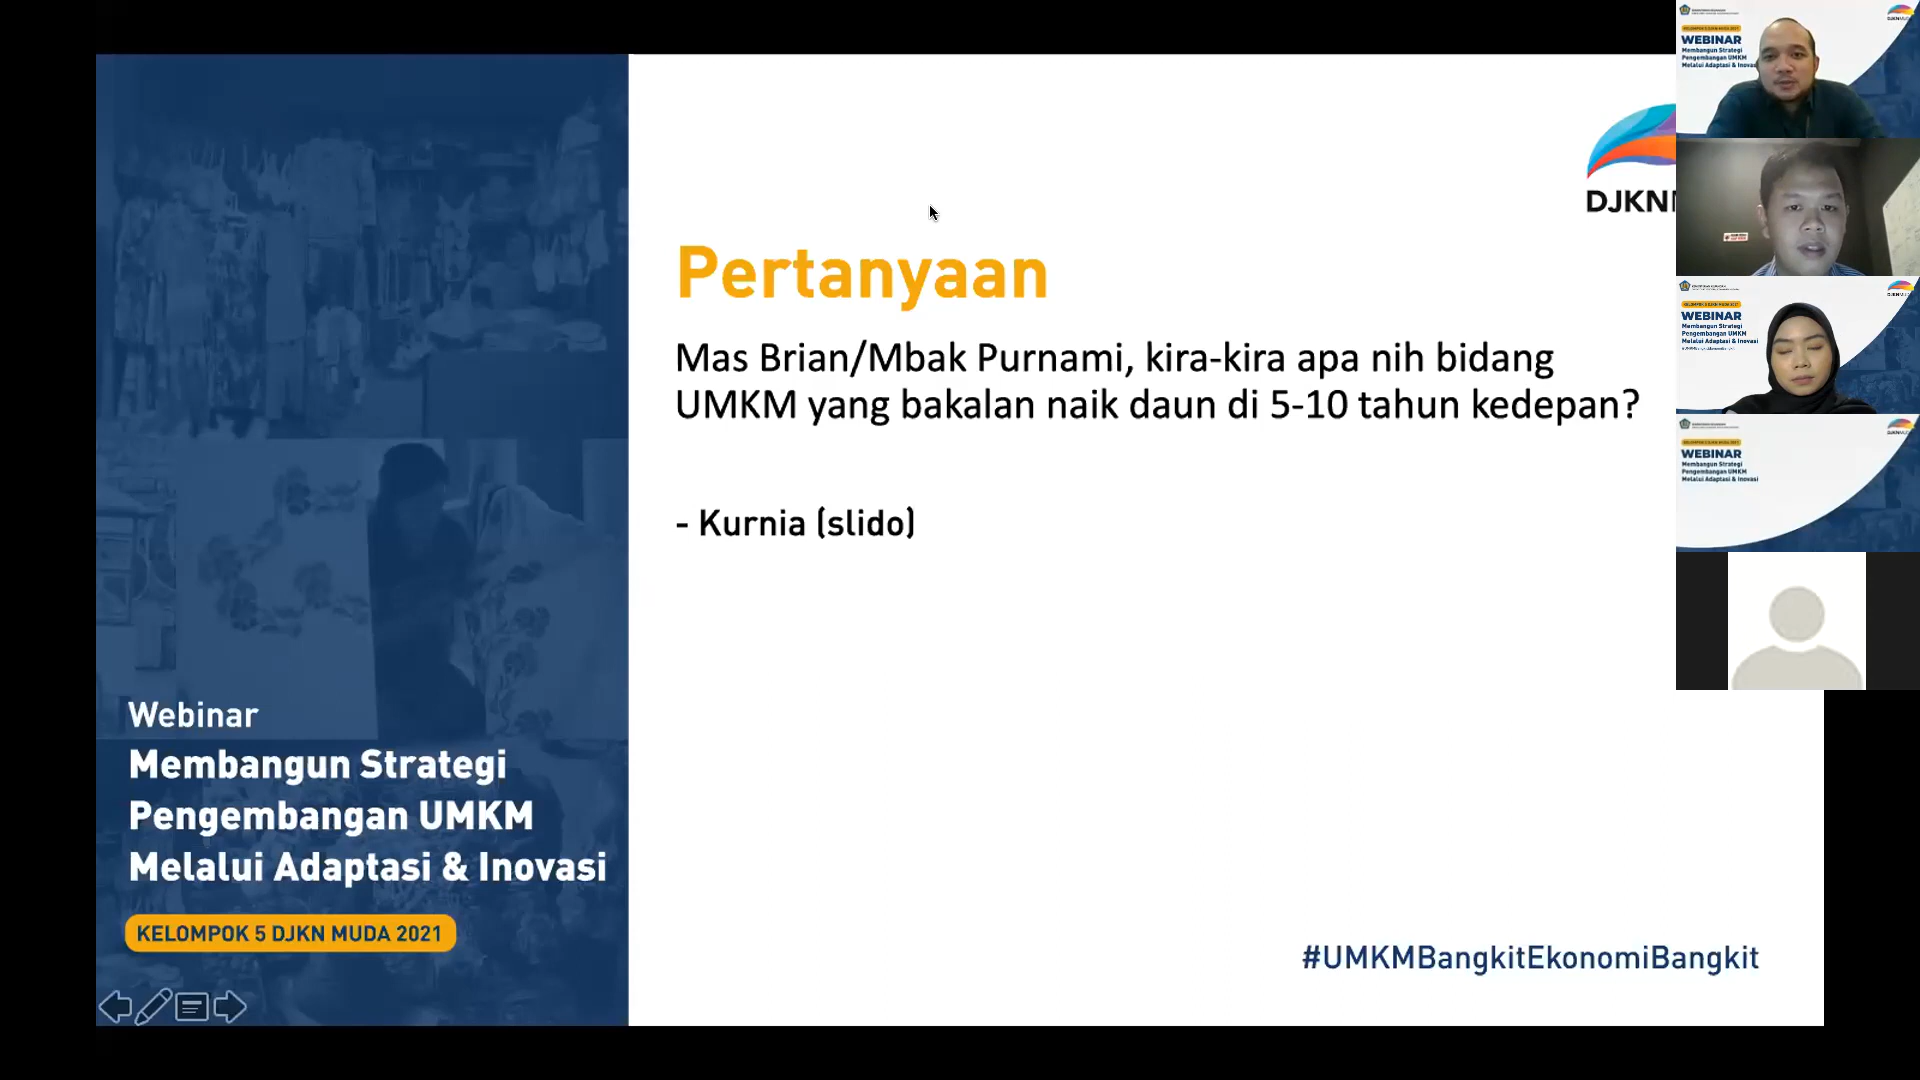 Webinar
Membangun Strategi
Pengembangan UMKM
Melalui Adaptasi & Inovasi
KELOMPOK 5 DJKN MUDA 2021
Pertanyaan
Mas Brian/Mbak Purnami, kira-kira apa nih bidang
UMKM yang bakalan naik daun di 5-10 tahun kedepan?
- Kurnia (slido)
#UMKMBangkitEkonomiBangkit
DJKN
WEBINAR
Membangun Strategi
Pengembangan UMKM
Melalui Adaptasi & Inovasi
WEBINAR
Membangun Strategi
Pengembangan UMKM
Melalui Adaptasi & Inovasi
WEBINAR
Membangun Strategi
Pengembangan UMKM
Melalui Adaptasi & Inovasi